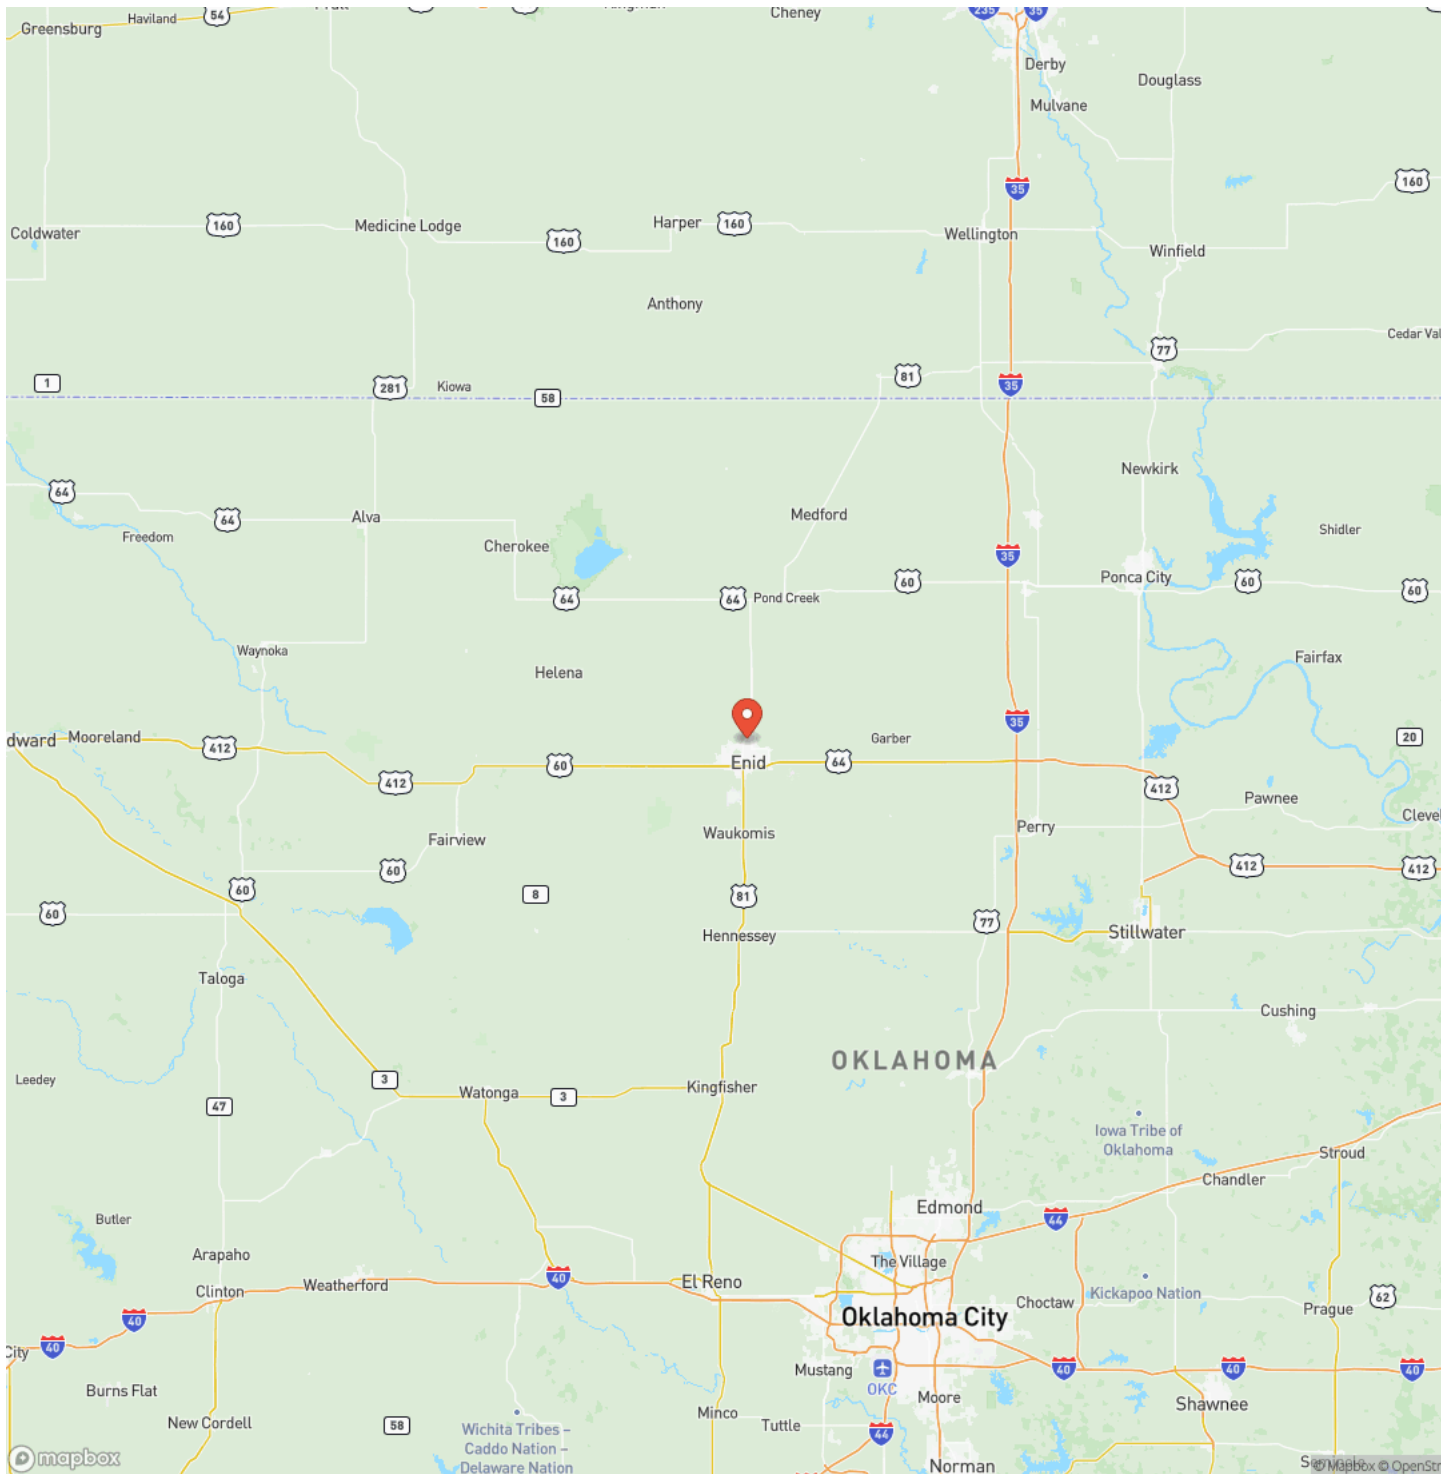 Greensburg
Haviland
54
Cheney
235
35
Derby
Douglass
Mulvane
35
160
Coldwater
160
Medicine Lodge
160
Harper
160
Wellington
Winfield
Anthony
77
Cedar Val
1
281
Kiowa
58
81
35
64
64
Alva
Freedom
Cherokee
Medford
Newkirk
Shidler
35
64
64
Pond Creek
60
Ponca City
60
60
Waynoka
Helena
Fairfax
dward
Mooreland
412
412
60
Enid
64
Garber
35
20
412
Pawnee
Cleve
Fairview
Waukomis
Perry
60
60
60
8
81
77
412
412
Hennessey
Stillwater
Taloga
Cushing
OKLAHOMA
Leedey
47
3
Watonga
3
Kingfisher
Iowa Tribe of
Oklahoma
Stroud
Chandler
Edmond
44
Butler
Arapaho
Clinton
Weatherford
40
El Reno
The Village
Kickapoo Nation
Choctaw
62
Prague
40
40
City
Oklahoma City
Mustang
OKC
40
40
40
Burns Flat
Moore
Shawnee
New Cordell
58
Wichita Tribes –
Caddo Nation –
Delaware Nation
Minco
Tuttle
44
Norman
mapbox
© Mapbox © OpenStr